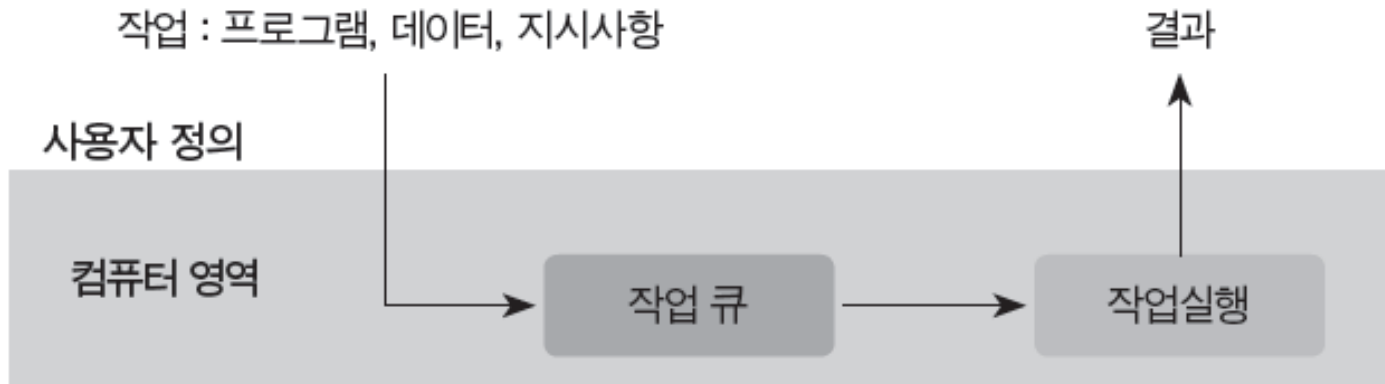 작업 : 프로그램, 데이터, 지시사항
결과
사용자 정의
컴퓨터 영역
작업 큐
작업실행